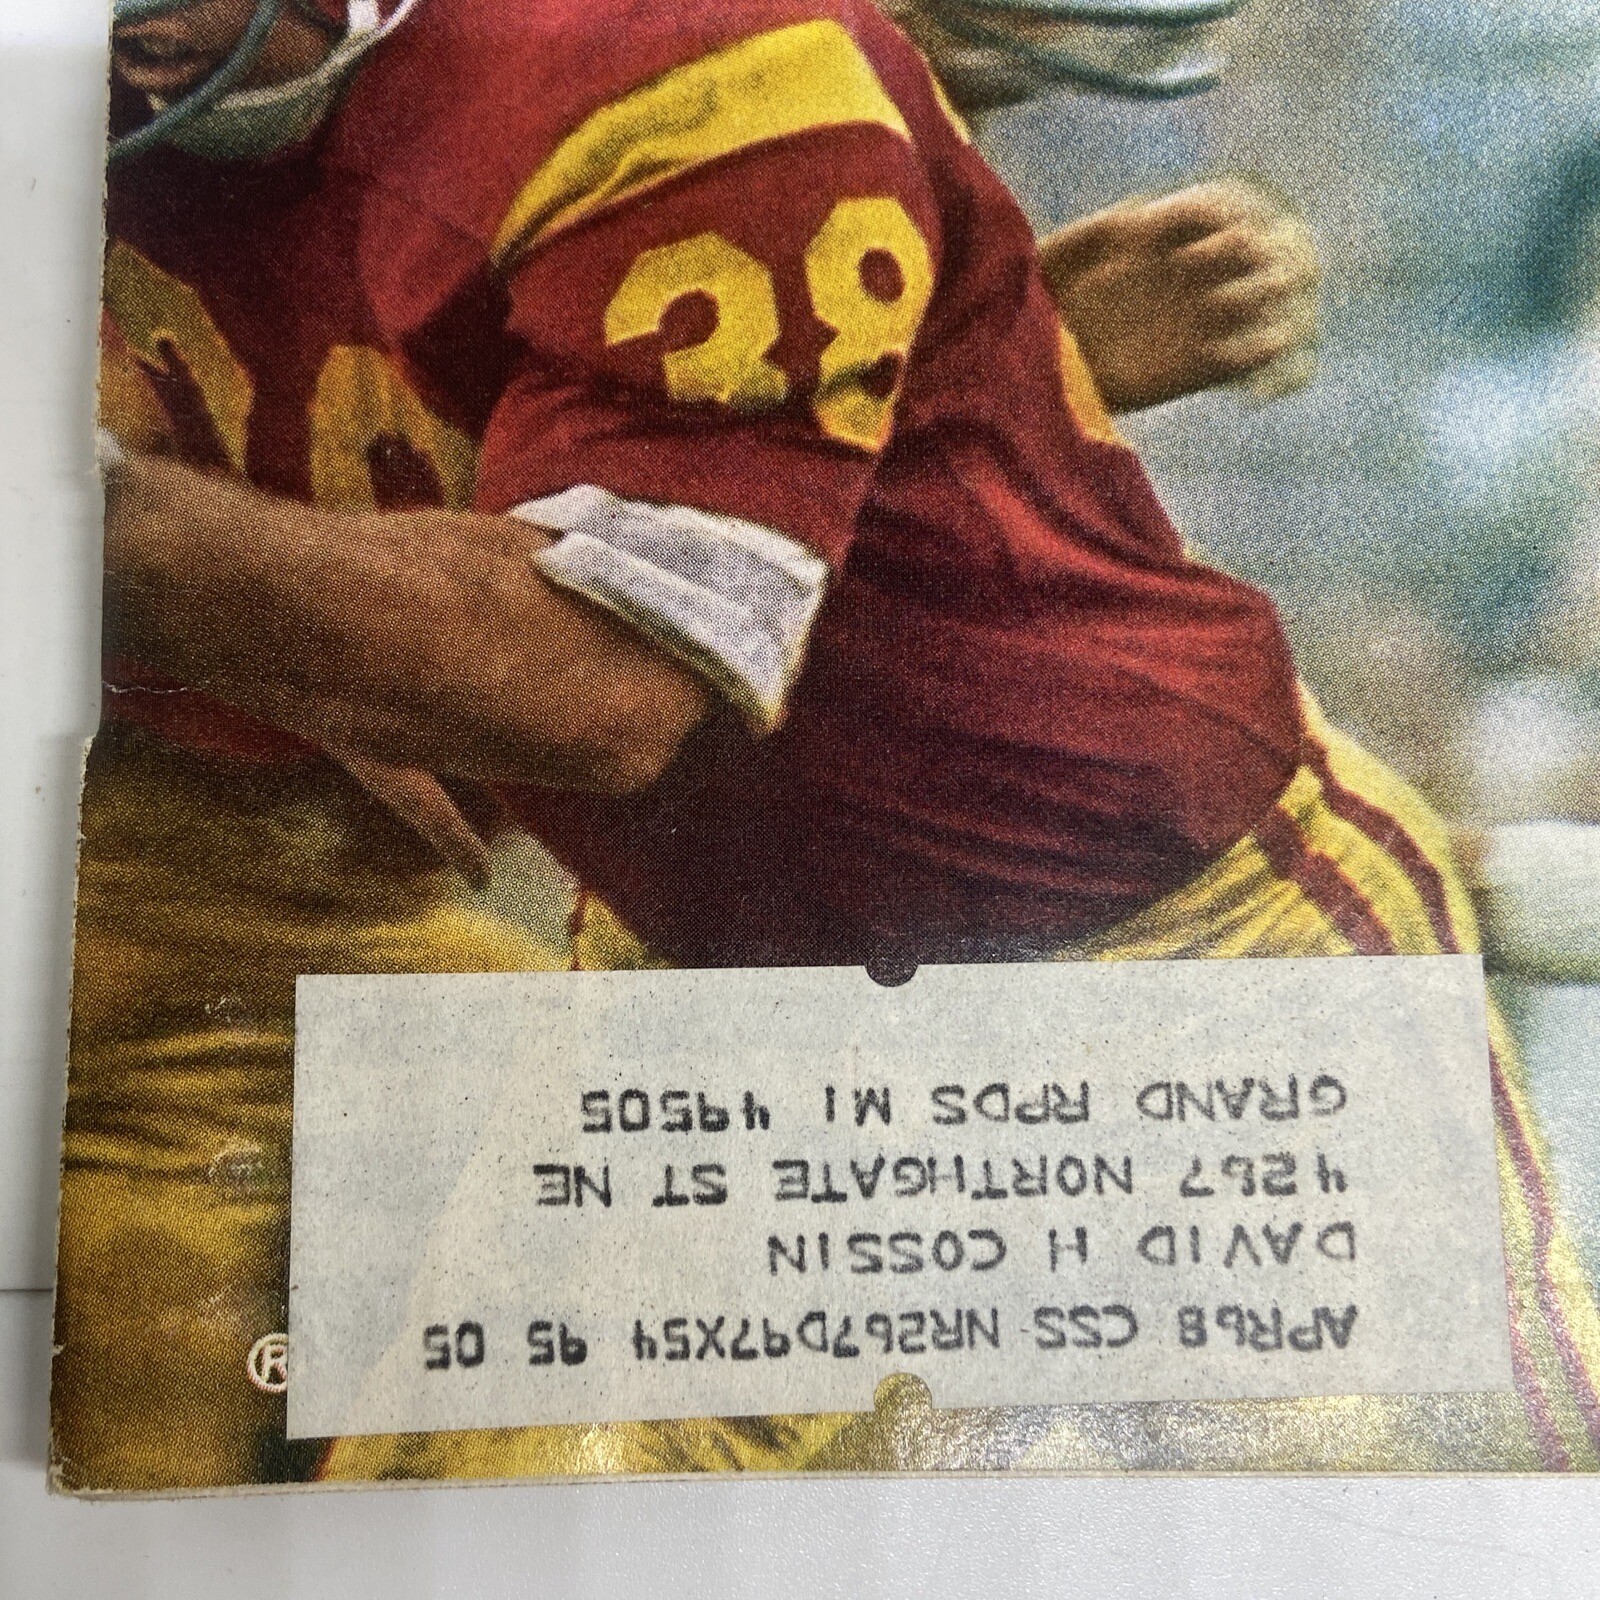 38
®
APR68 CSS NR267D97X54 95 05
DAVID H COSSIN
4267 NORTHGATE ST NE
GRAND RPDS MI 49505